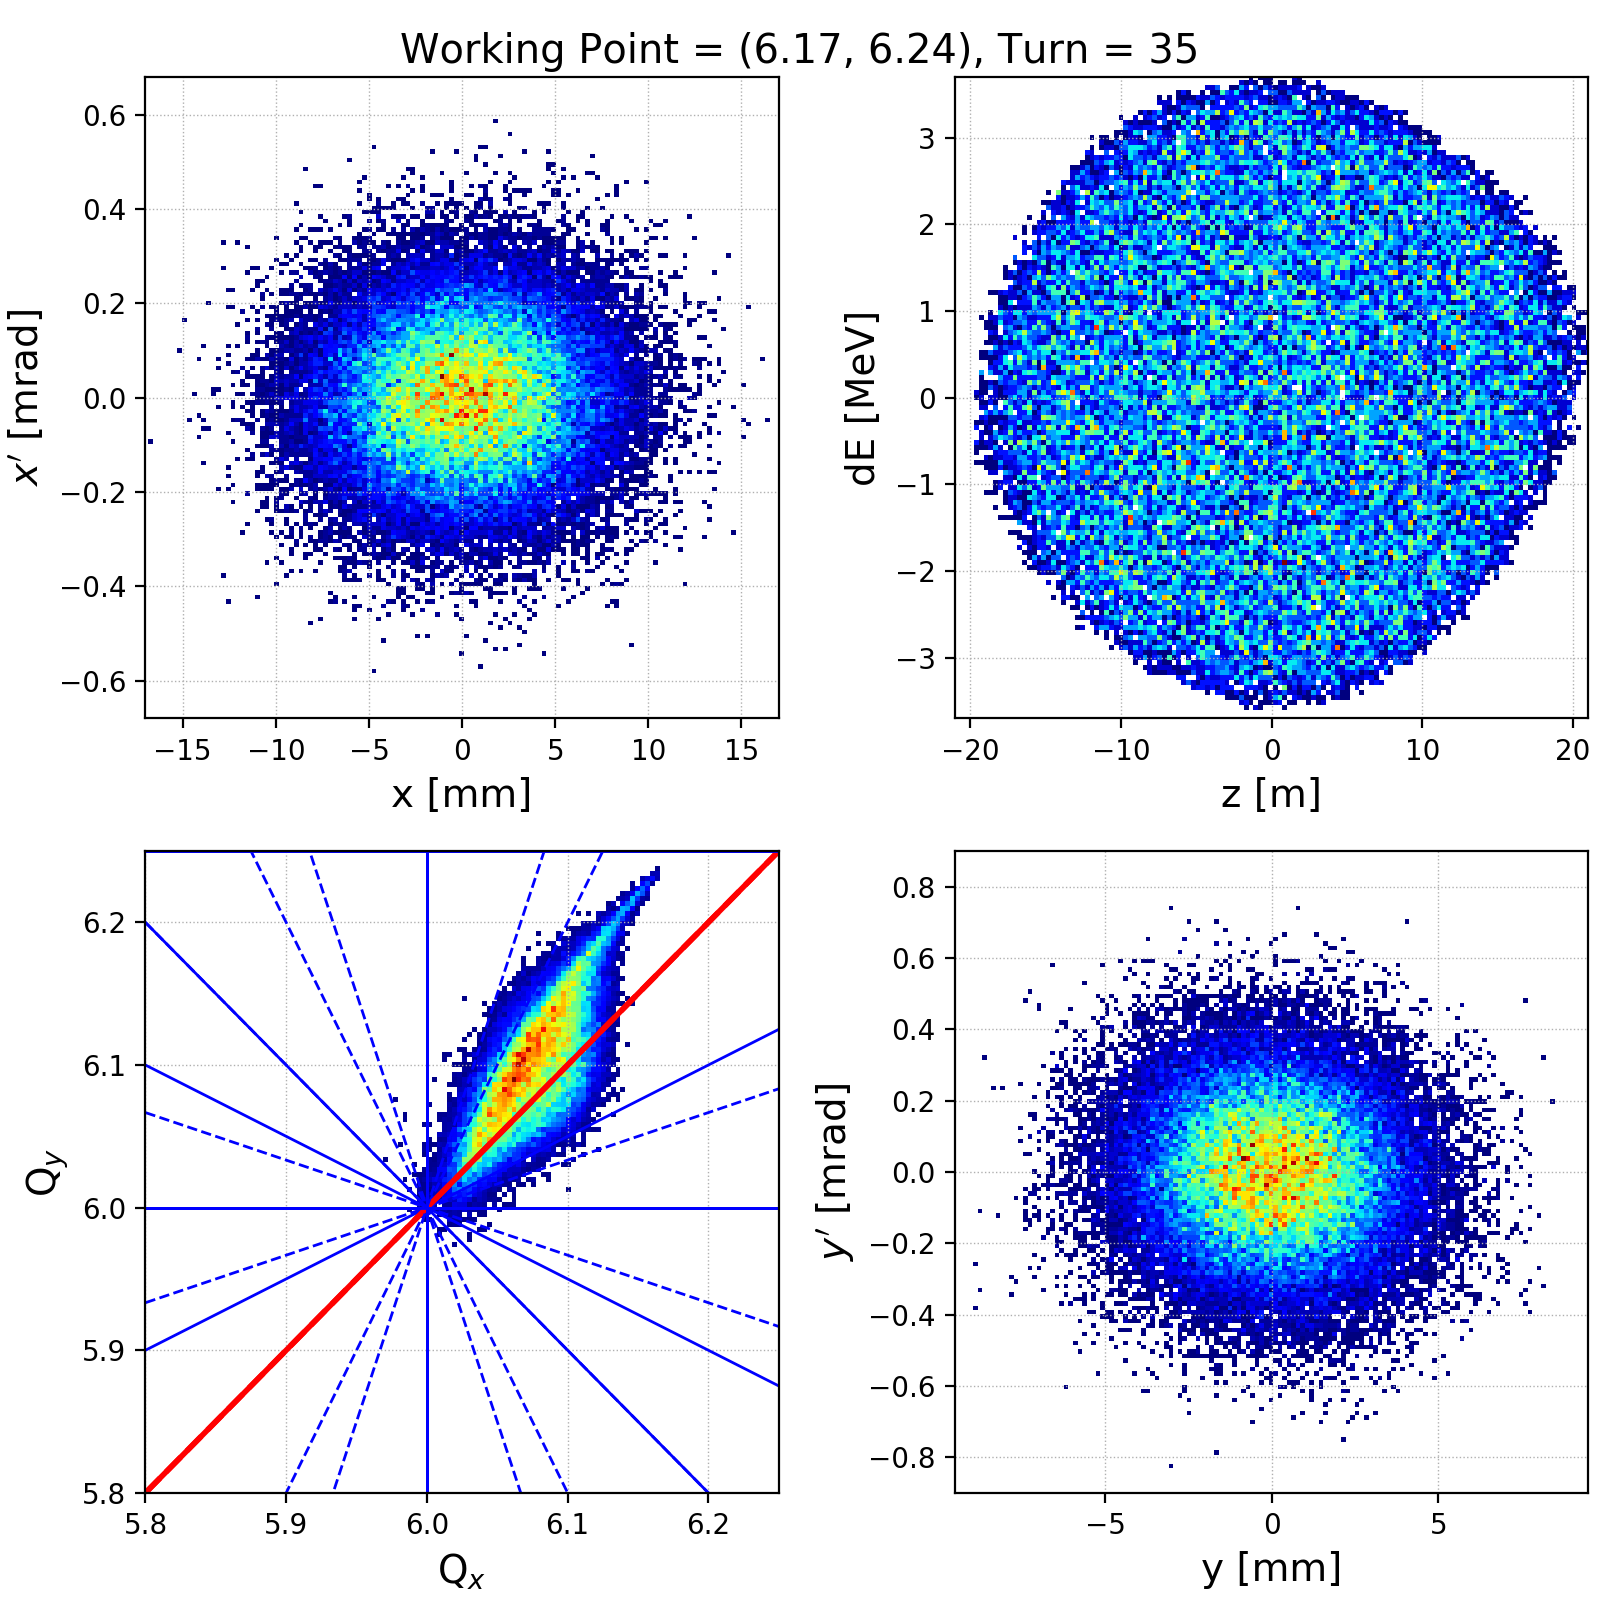 Working Point = (6.17, 6.24), Turn = 35
0.6
0.4
0.2
0.0
−0.2
−0.4
−0.6
x′ [mrad]
−15 −10 −5 0 5 10 15
x [mm]
3
2
1
0
−1
−2
−3
dE [MeV]
−20 −10 0 10 20
z [m]
6.2
6.1
6.0
5.9
5.8
Qy
5.8 5.9 6.0 6.1 6.2
Qx
0.8
0.6
0.4
0.2
0.0
−0.2
−0.4
−0.6
−0.8
y′ [mrad]
−5 0 5
y [mm]